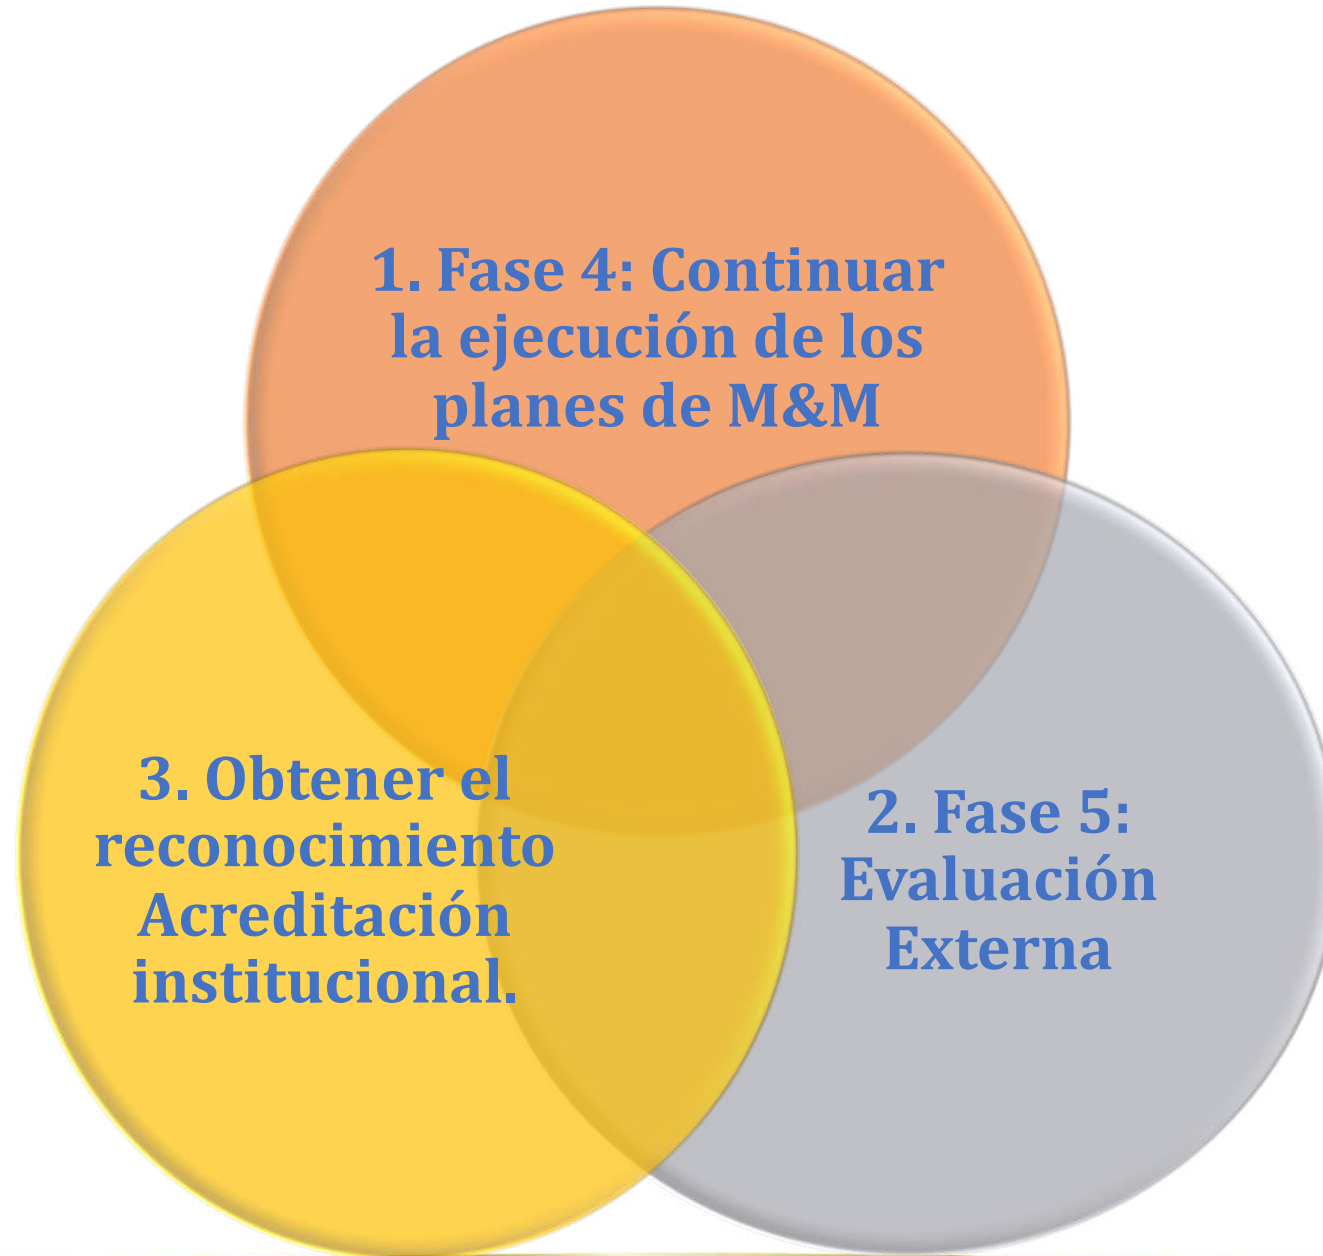 1. Fase 4: Continuar
la ejecución de los
planes de M&M
3. Obtener el
reconocimiento
Acreditación
institucional.
2. Fase 5:
Evaluación
Externa